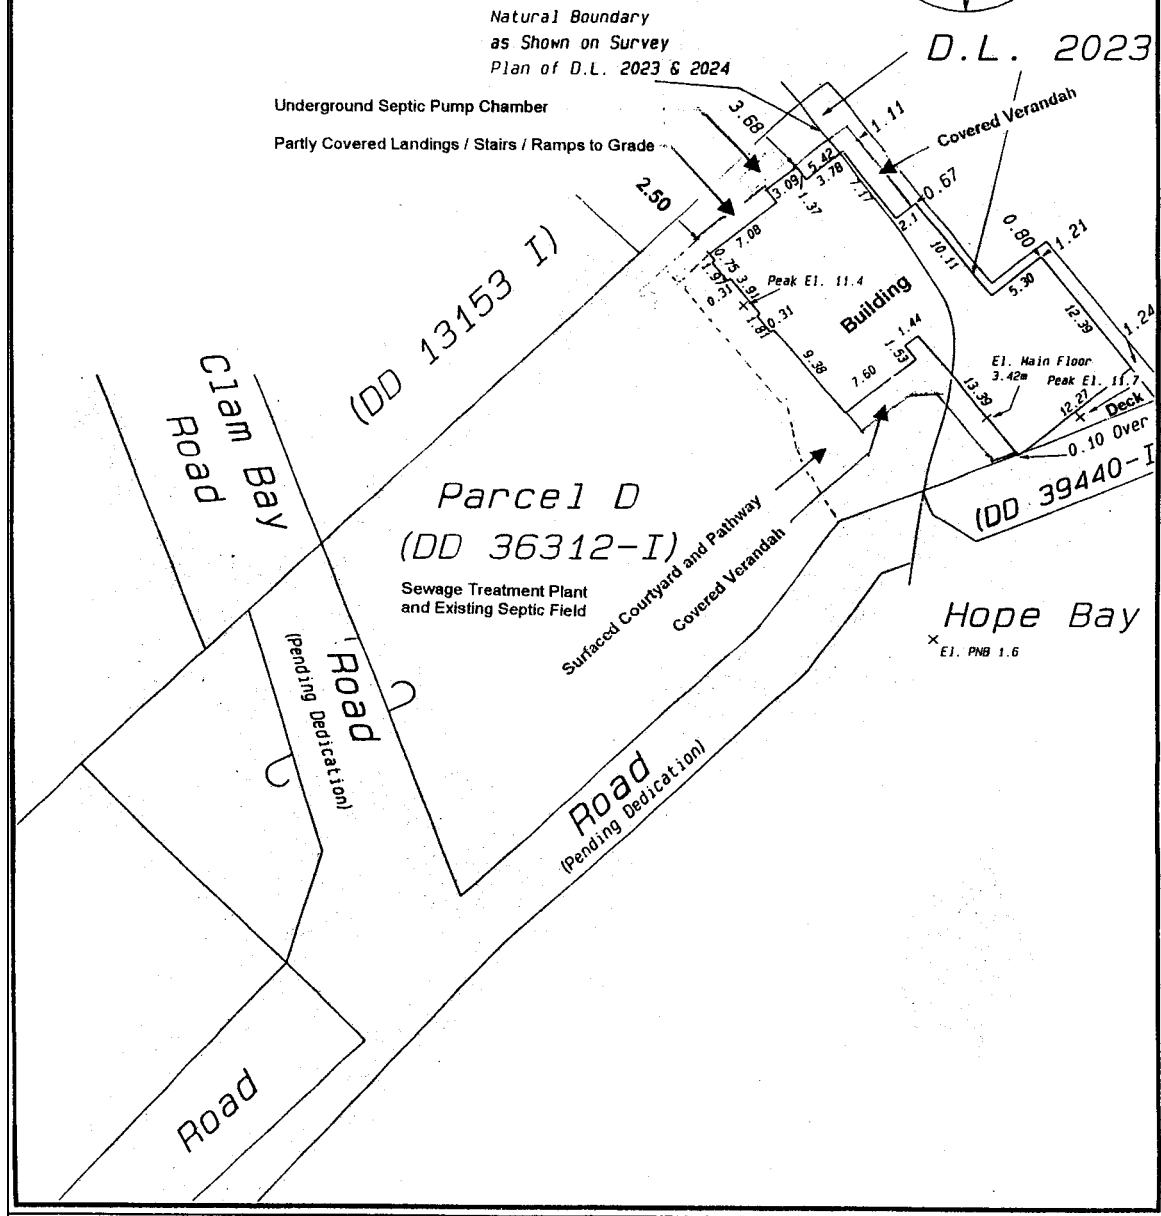 Natural Boundary
as Shown on Survey
Plan of D.L. 2023 & 2024
D.L. 2023
Underground Septic Pump Chamber
Partly Covered Landings / Stairs / Ramps to Grade
3.68
1.11
Covered Verandah
5.42
3.78
3.09
1.37
7.17
0.67
2.50
7.08
2.1
10.11
0.80
1.21
0.75
1.97
3.91
0.31
Peak El. 11.4
5.30
0.31
1.87
Building
12.39
1.24
1.44
1.53
9.38
7.60
El. Main Floor
3.42m
Peak El. 11.7
13.39
12.27
Deck
0.10 Over
(DD 39440-I
(DD 13153 I)
Clam Bay
Road
Parcel D
(DD 36312-I)
Sewage Treatment Plant
and Existing Septic Field
Surfaced Courtyard and Pathway
Covered Verandah
Hope Bay
El. PNB 1.6
Road
(Pending Dedication)
Road
(Pending Dedication)
Road